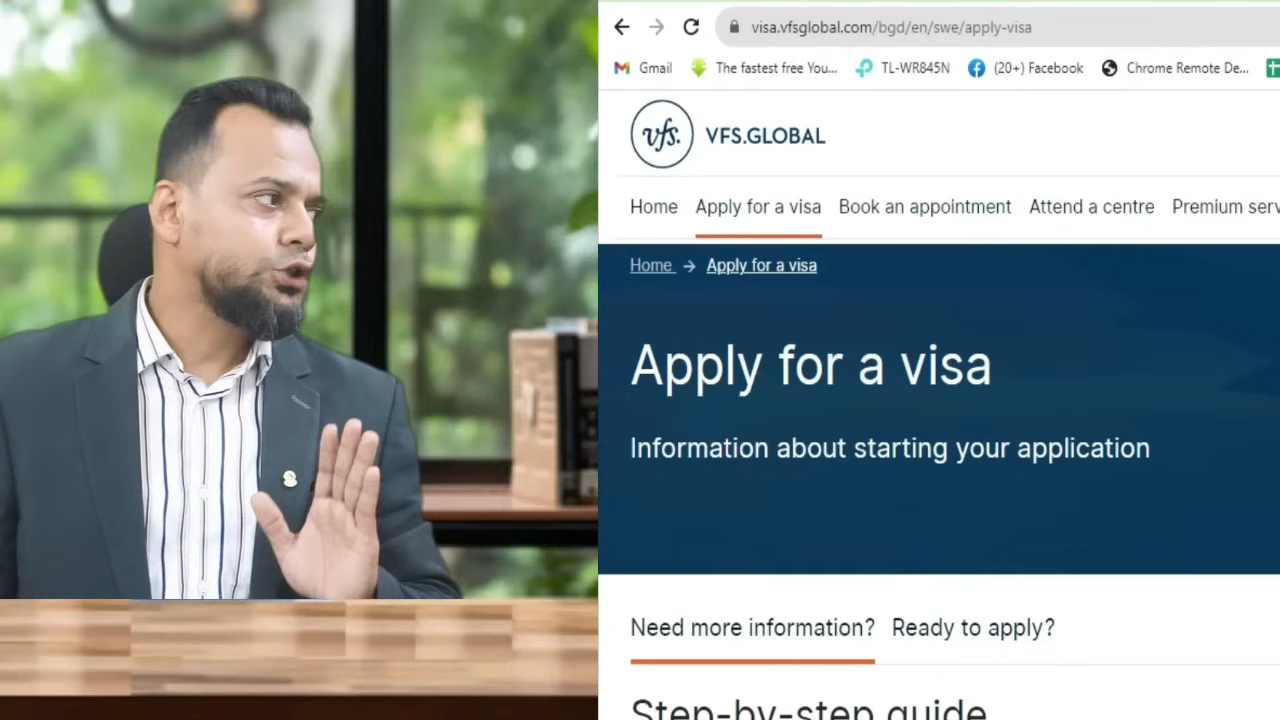 visa.vfsglobal.com/bgd/en/swe/apply-visa
Gmail The fastest free You... TL-WR845N (20+) Facebook Chrome Remote De...
vfs. VFS.GLOBAL
Home Apply for a visa Book an appointment Attend a centre Premium serv
Home → Apply for a visa
Apply for a visa
Information about starting your application
Need more information? Ready to apply?
Step-by-step guide